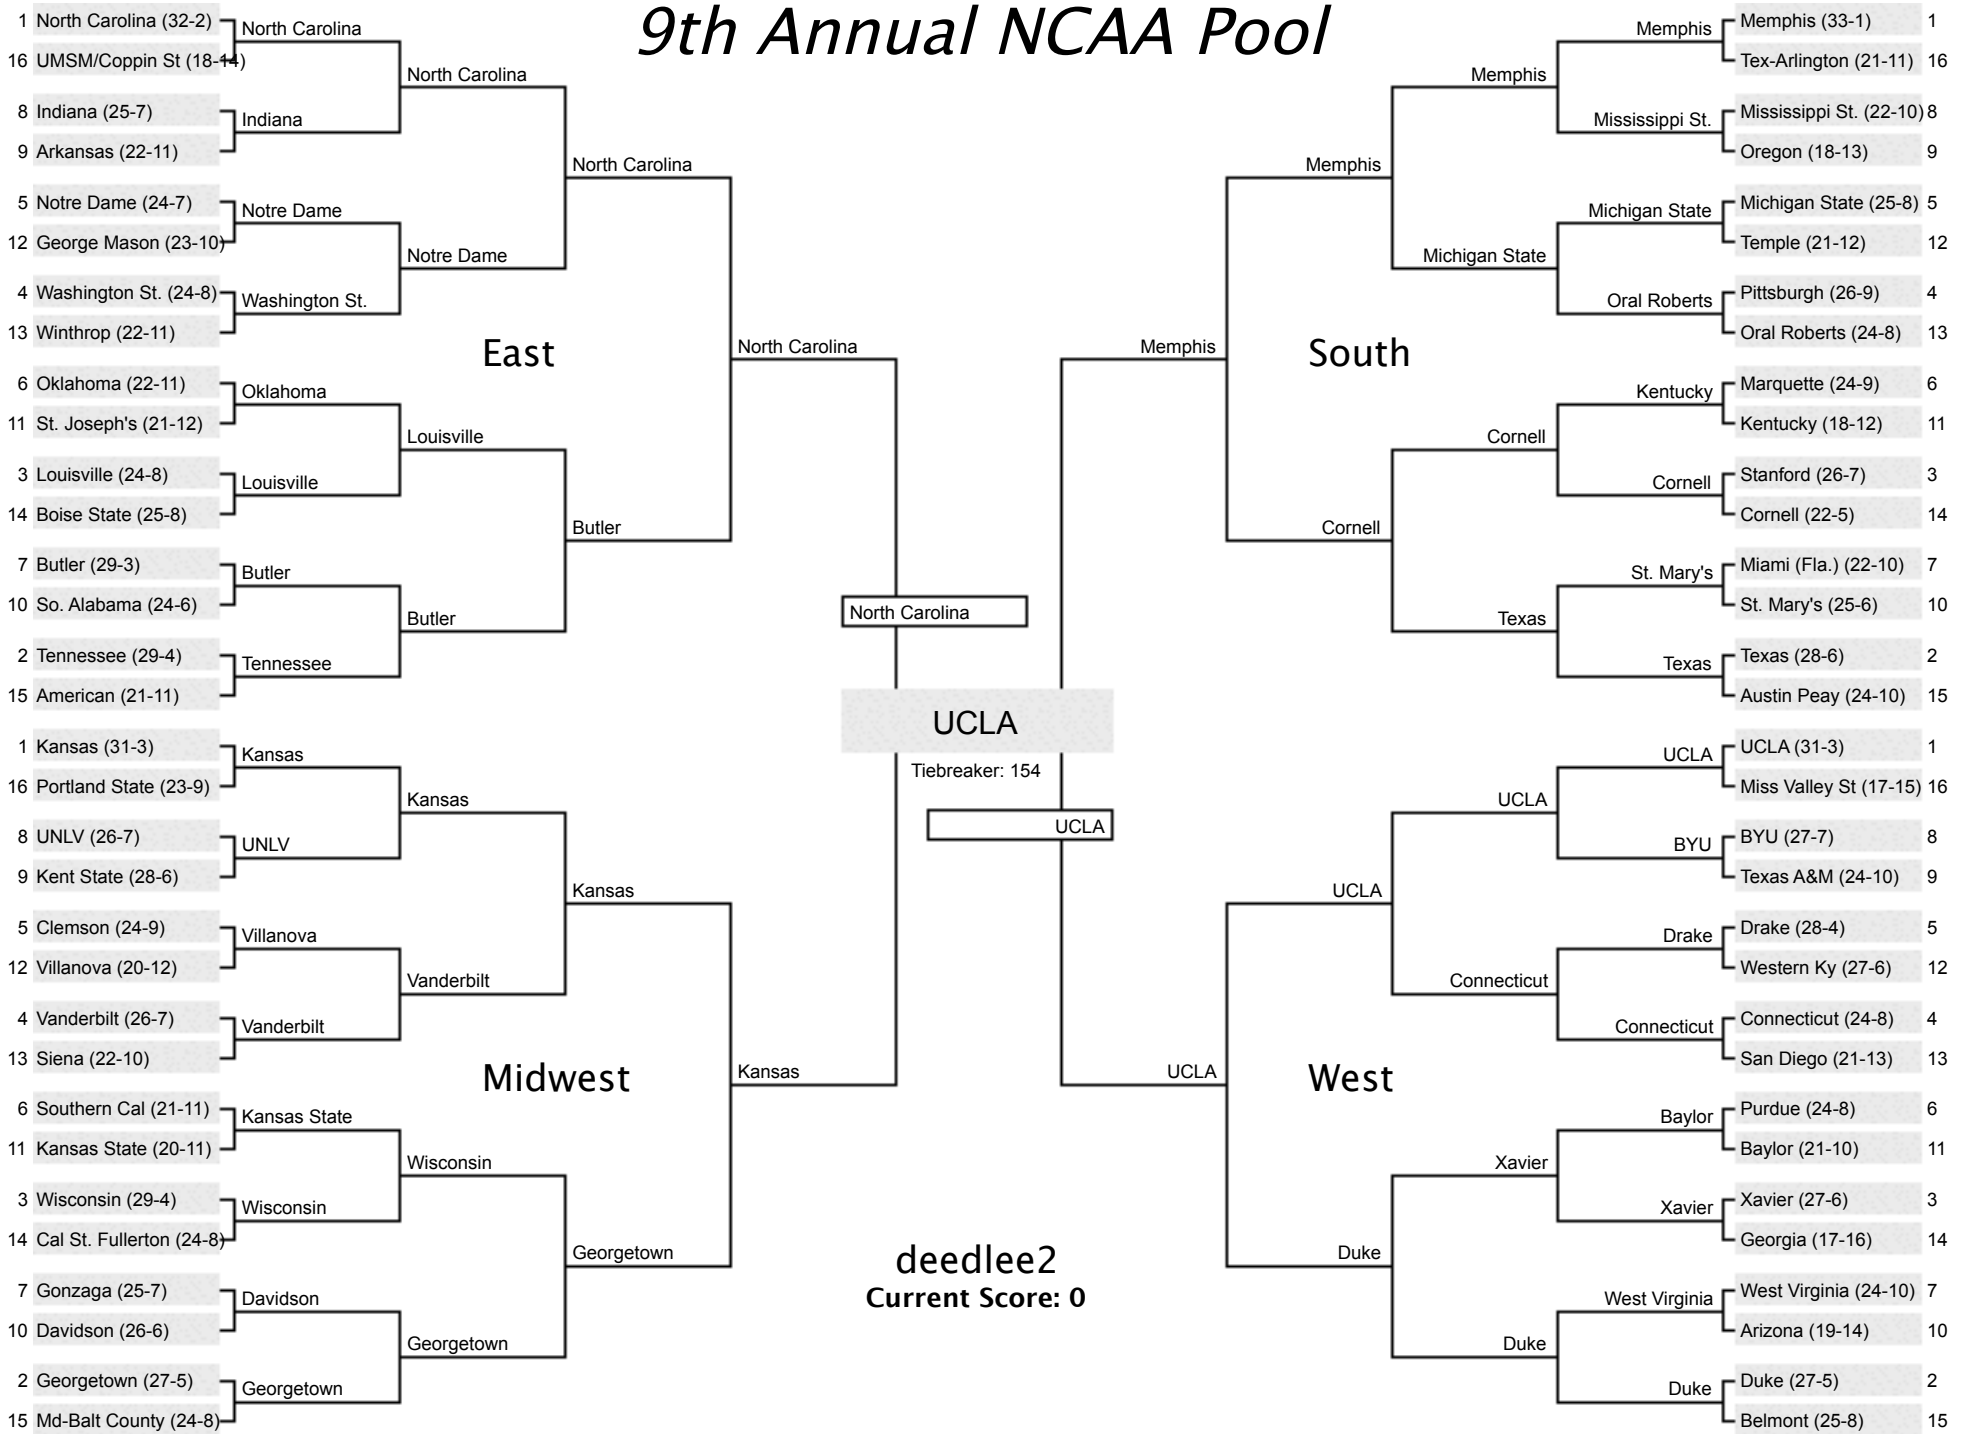 9th Annual NCAA Pool
1 North Carolina (32-2)
16 UMSM/Coppin St (18-14)
8 Indiana (25-7)
9 Arkansas (22-11)
5 Notre Dame (24-7)
12 George Mason (23-10)
4 Washington St. (24-8)
13 Winthrop (22-11)
6 Oklahoma (22-11)
11 St. Joseph's (21-12)
3 Louisville (24-8)
14 Boise State (25-8)
7 Butler (29-3)
10 So. Alabama (24-6)
2 Tennessee (29-4)
15 American (21-11)
North Carolina
Indiana
Notre Dame
Washington St.
Oklahoma
Louisville
Butler
Tennessee
North Carolina
Notre Dame
Louisville
Butler
North Carolina
Butler
North Carolina
East
1 Kansas (31-3)
16 Portland State (23-9)
8 UNLV (26-7)
9 Kent State (28-6)
5 Clemson (24-9)
12 Villanova (20-12)
4 Vanderbilt (26-7)
13 Siena (22-10)
6 Southern Cal (21-11)
11 Kansas State (20-11)
3 Wisconsin (29-4)
14 Cal St. Fullerton (24-8)
7 Gonzaga (25-7)
10 Davidson (26-6)
2 Georgetown (27-5)
15 Md-Balt County (24-8)
Kansas
UNLV
Villanova
Vanderbilt
Kansas State
Wisconsin
Davidson
Georgetown
Kansas
Vanderbilt
Wisconsin
Georgetown
Kansas
Georgetown
Kansas
Midwest
North Carolina
UCLA
Tiebreaker: 154
UCLA
deedlee2
Current Score: 0
Memphis (33-1) 1
Tex-Arlington (21-11) 16
Mississippi St. (22-10) 8
Oregon (18-13) 9
Michigan State (25-8) 5
Temple (21-12) 12
Pittsburgh (26-9) 4
Oral Roberts (24-8) 13
Marquette (24-9) 6
Kentucky (18-12) 11
Stanford (26-7) 3
Cornell (22-5) 14
Miami (Fla.) (22-10) 7
St. Mary's (25-6) 10
Texas (28-6) 2
Austin Peay (24-10) 15
Memphis
Mississippi St.
Michigan State
Oral Roberts
Kentucky
Cornell
St. Mary's
Texas
Memphis
Michigan State
Cornell
Texas
Memphis
Cornell
Memphis
South
UCLA (31-3) 1
Miss Valley St (17-15) 16
BYU (27-7) 8
Texas A&M (24-10) 9
Drake (28-4) 5
Western Ky (27-6) 12
Connecticut (24-8) 4
San Diego (21-13) 13
Purdue (24-8) 6
Baylor (21-10) 11
Xavier (27-6) 3
Georgia (17-16) 14
West Virginia (24-10) 7
Arizona (19-14) 10
Duke (27-5) 2
Belmont (25-8) 15
UCLA
BYU
Drake
Connecticut
Baylor
Xavier
West Virginia
Duke
UCLA
Connecticut
Xavier
Duke
UCLA
Duke
UCLA
West